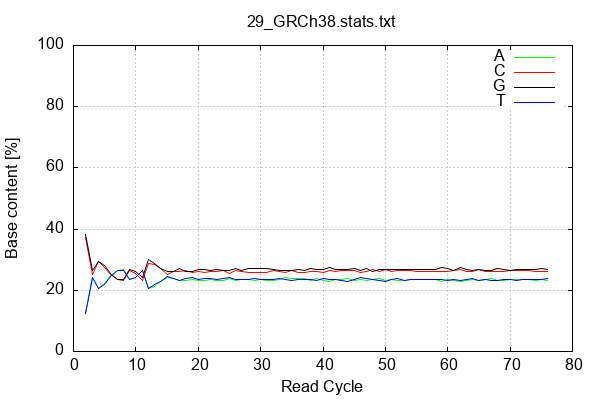 29_GRCh38.stats.txt
100
80
60
40
20
0
Base content [%]
A
C
G
T
0 10 20 30 40 50 60 70 80
Read Cycle